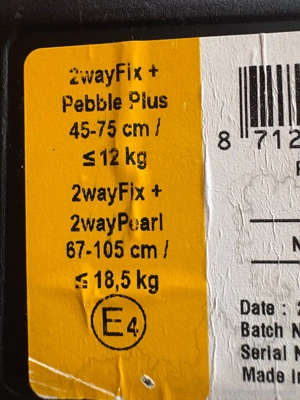 2wayFix +
Pebble Plus
45-75 cm /
≤12 kg
2wayFix +
2wayPearl
67-105 cm /
≤18,5 kg
E4
8 712
N
Date :
Batch N
Serial N
Made In